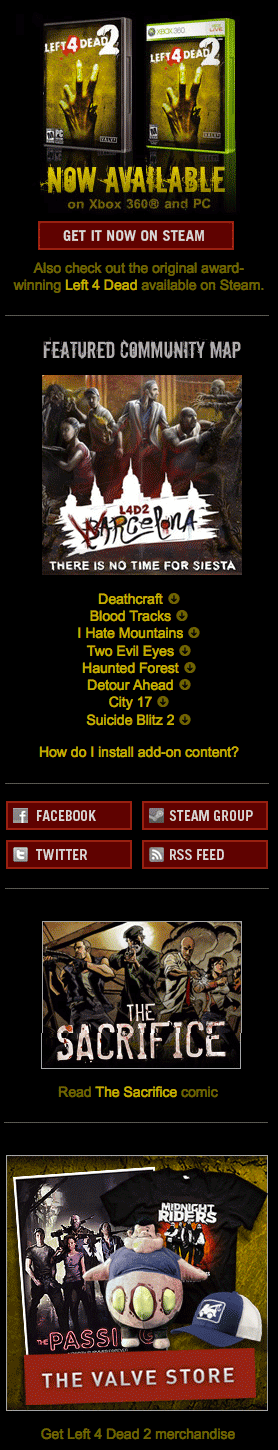 LEFT 4 DEAD 2
PC
VALVE
XBOX 360
LIVE
LEFT 4 DEAD 2
VALVE
NOW AVAILABLE
on Xbox 360® and PC
GET IT NOW ON STEAM
Also check out the original award-
winning Left 4 Dead available on Steam.
FEATURED COMMUNITY MAP
L4D2
BARCELONA
THERE IS NO TIME FOR SIESTA
Deathcraft
Blood Tracks
I Hate Mountains
Two Evil Eyes
Haunted Forest
Detour Ahead
City 17
Suicide Blitz 2
How do I install add-on content?
FACEBOOK
STEAM GROUP
TWITTER
RSS FEED
THE
SACRIFICE
Read The Sacrifice comic
MIDNIGHT
RIDERS
THE
PASSING
THE VALVE STORE
Get Left 4 Dead 2 merchandise